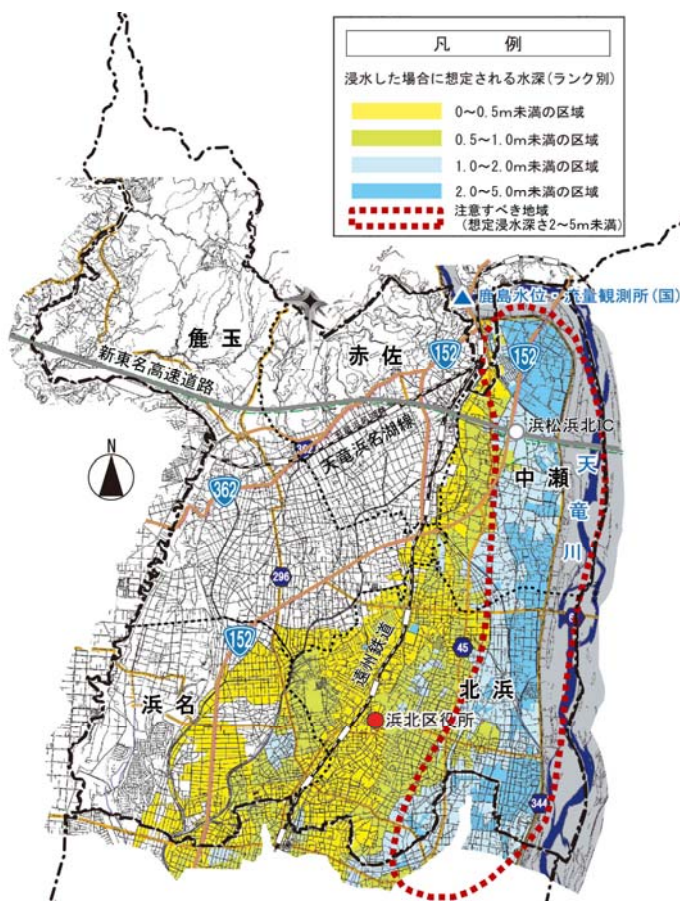 凡 例
浸水した場合に想定される水深(ランク別)
0～0.5m未満の区域
0.5～1.0m未満の区域
1.0～2.0m未満の区域
2.0～5.0m未満の区域
注意すべき地域
(想定浸水深さ2～5m未満)
鹿島水位・流量観測所(国)
麁玉
赤佐
152
152
新東名高速道路
浜松浜北IC
天竜浜名湖線
N
362
中瀬
天竜川
296
152
遠州鉄道
45
浜名
北浜
浜北区役所
344